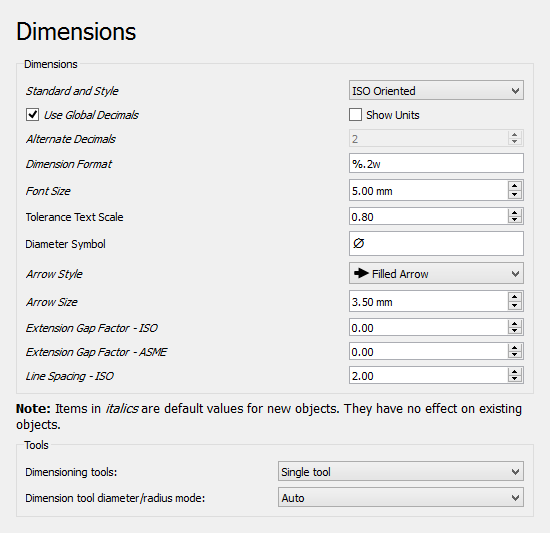 Dimensions
Dimensions
Standard and Style ISO Oriented
Use Global Decimals Show Units
Alternate Decimals 2
Dimension Format %.2w
Font Size 5.00 mm
Tolerance Text Scale 0.80
Diameter Symbol ⌀
Arrow Style Filled Arrow
Arrow Size 3.50 mm
Extension Gap Factor - ISO 0.00
Extension Gap Factor - ASME 0.00
Line Spacing - ISO 2.00
Note: Items in italics are default values for new objects. They have no effect on existing
objects.
Tools
Dimensioning tools: Single tool
Dimension tool diameter/radius mode: Auto